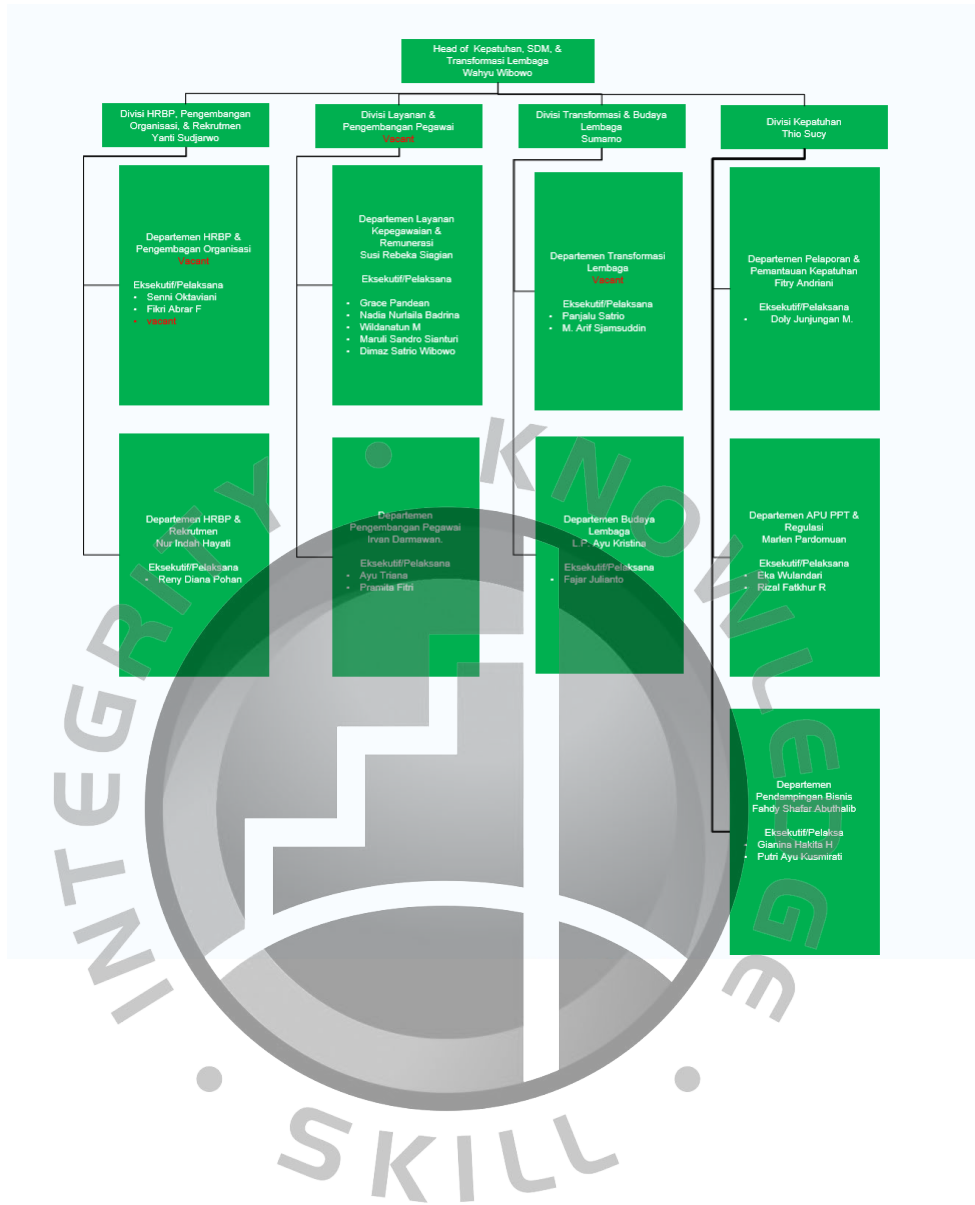 Head of Kepatuhan, SDM, &
Transformasi Lembaga
Wahyu Wibowo
Divisi HRBP, Pengembangan
Organisasi, & Rekrutmen
Yanti Sudjarwo
Divisi Layanan &
Pengembangan Pegawai
Vacant
Divisi Transformasi & Budaya
Lembaga
Sumarno
Divisi Kepatuhan
Thio Sucy
Departemen HRBP &
Pengembagan Organisasi
Vacant
Eksekutif/Pelaksana
• Senni Oktaviani
• Fikri Abrar F
• vacant
Departemen Layanan
Kepegawaian &
Remunerasi
Susi Rebeka Siagian
Eksekutif/Pelaksana
• Grace Pandean
• Nadia Nurlaila Badrina
• Wildanatun M
• Maruli Sandro Sianturi
• Dimaz Satrio Wibowo
Departemen Transformasi
Lembaga
Vacant
Eksekutif/Pelaksana
• Panjalu Satrio
• M. Arif Sjamsuddin
Departemen Pelaporan &
Pemantauan Kepatuhan
Fitry Andriani
Eksekutif/Pelaksana
• Doly Junjungan M.
Departemen HRBP &
Rekrutmen
Nur Indah Hayati
Eksekutif/Pelaksana
• Reny Diana Pohan
Departemen
Pengembangan Pegawai
Irvan Darmawan.
Eksekutif/Pelaksana
• Ayu Triana
• Pramita Fitri
Departemen Budaya
Lembaga
L.P. Ayu Kristina
Eksekutif/Pelaksana
• Fajar Julianto
Departemen APU PPT &
Regulasi
Marlen Pardomuan
Eksekutif/Pelaksana
• Eka Wulandari
• Rizal Fatkhur R
Departemen
Pendampingan Bisnis
Fahdy Shafar Abuthalib
Eksekutif/Pelaksa
• Gianina Hakita H
• Putri Ayu Kusmirati
INTEGRITY • KNOWLEDGE • SKILL •